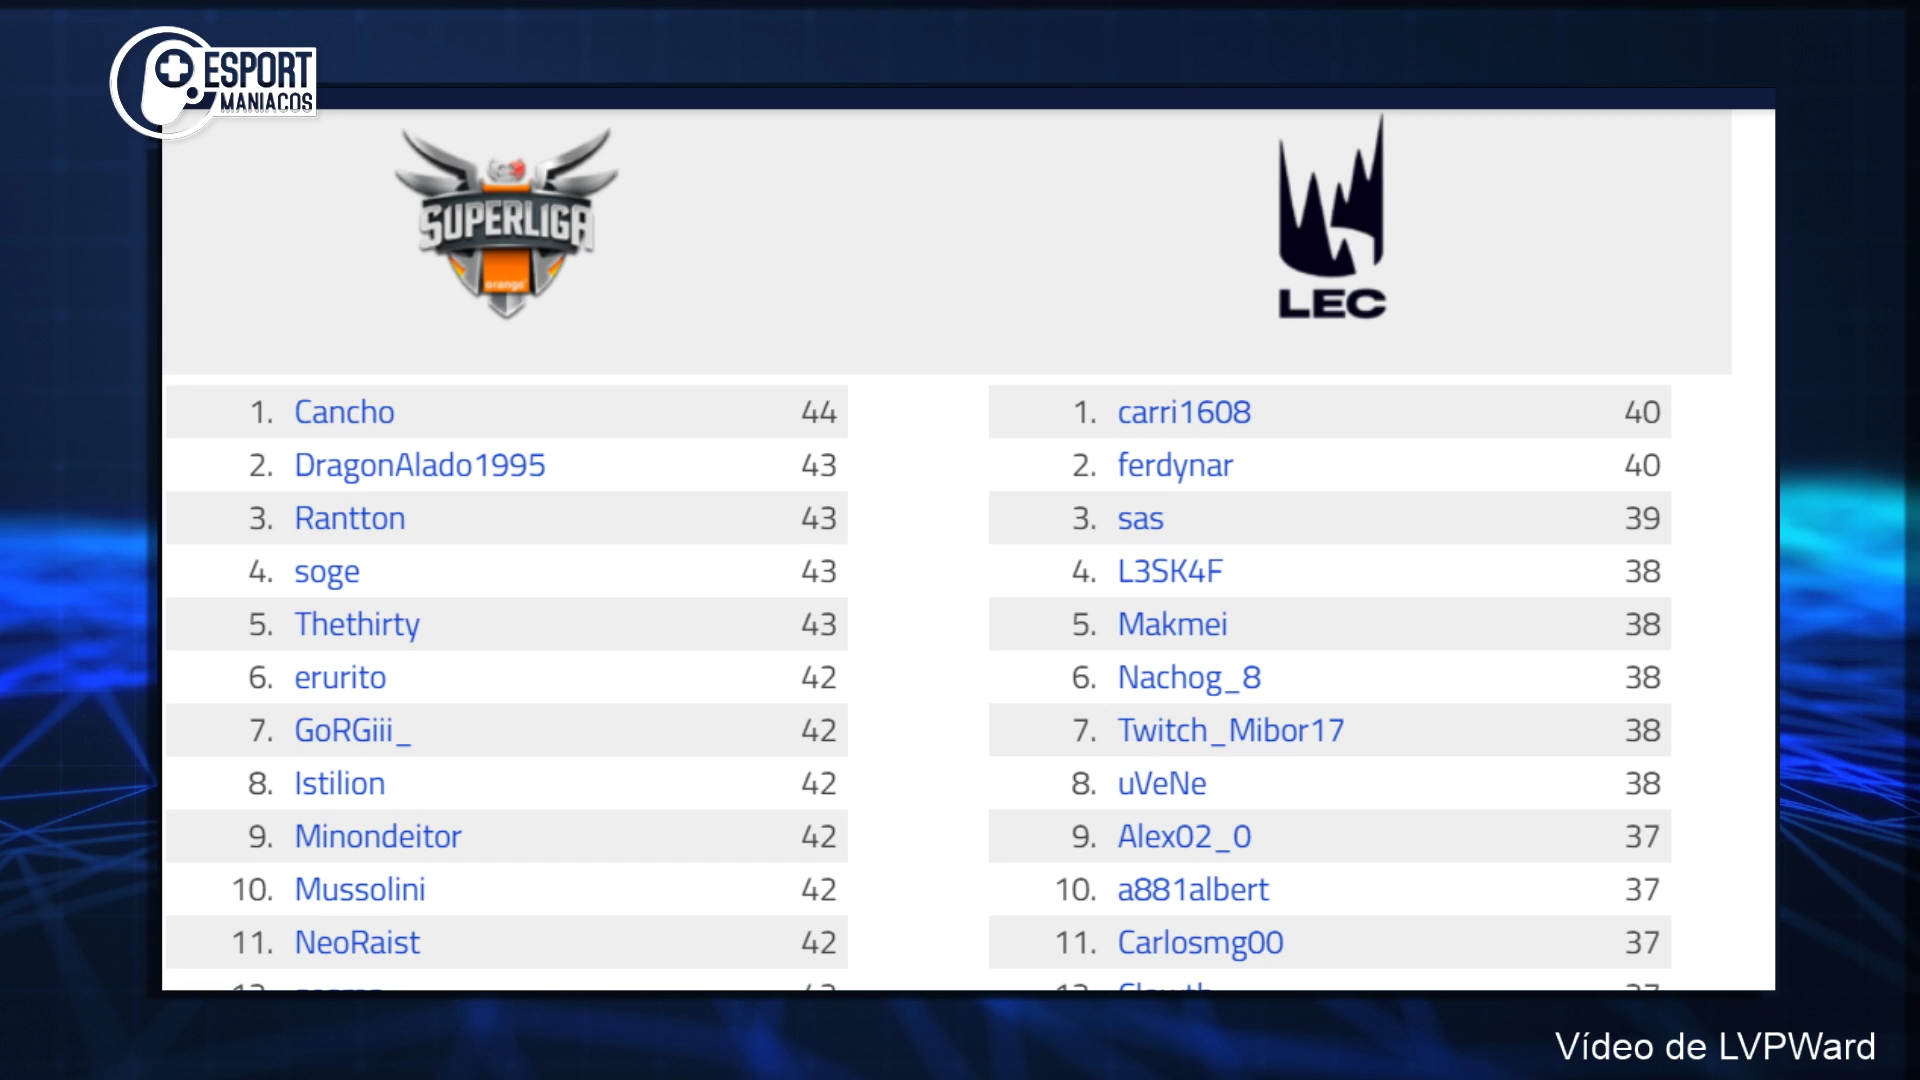 ESPORT
MANIACOS
SUPERLIGA
orange
LEC
1. Cancho 44
2. DragonAlado1995 43
3. Rantton 43
4. soge 43
5. Thethirty 43
6. erurito 42
7. GoRGiii_ 42
8. Istilion 42
9. Minondeitor 42
10. Mussolini 42
11. NeoRaist 42
1. carri1608 40
2. ferdynar 40
3. sas 39
4. L3SK4F 38
5. Makmei 38
6. Nachog_8 38
7. Twitch_Mibor17 38
8. uVeNe 38
9. Alex02_0 37
10. a881albert 37
11. Carlosmg00 37
Vídeo de LVPWard